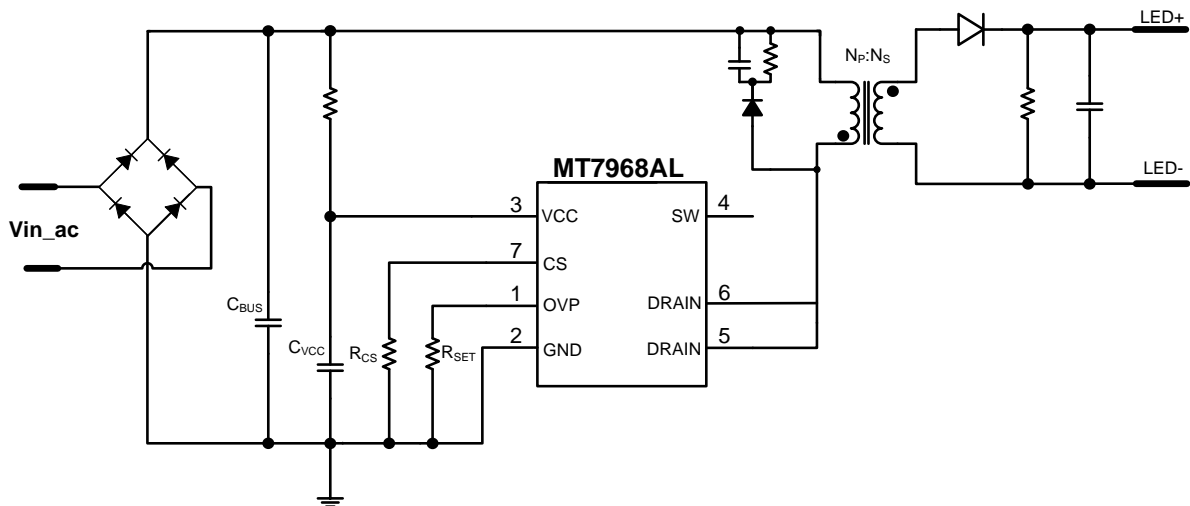 LED+
NP:NS
MT7968AL
LED-
3
VCC
SW
4
Vin_ac
7
CS
CBUS
1
OVP
DRAIN
6
CVCC
RCS
RSET
2
GND
DRAIN
5